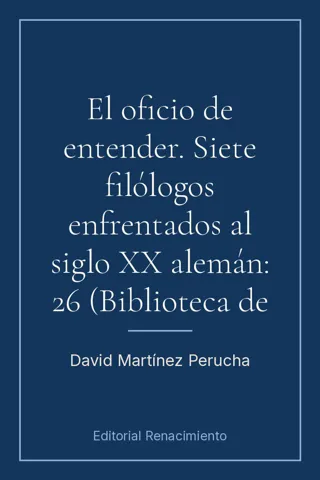 El oficio de
entender. Siete
filólogos
enfrentados al
siglo XX alemán:
26 (Biblioteca de
David Martínez Perucha
Editorial Renacimiento